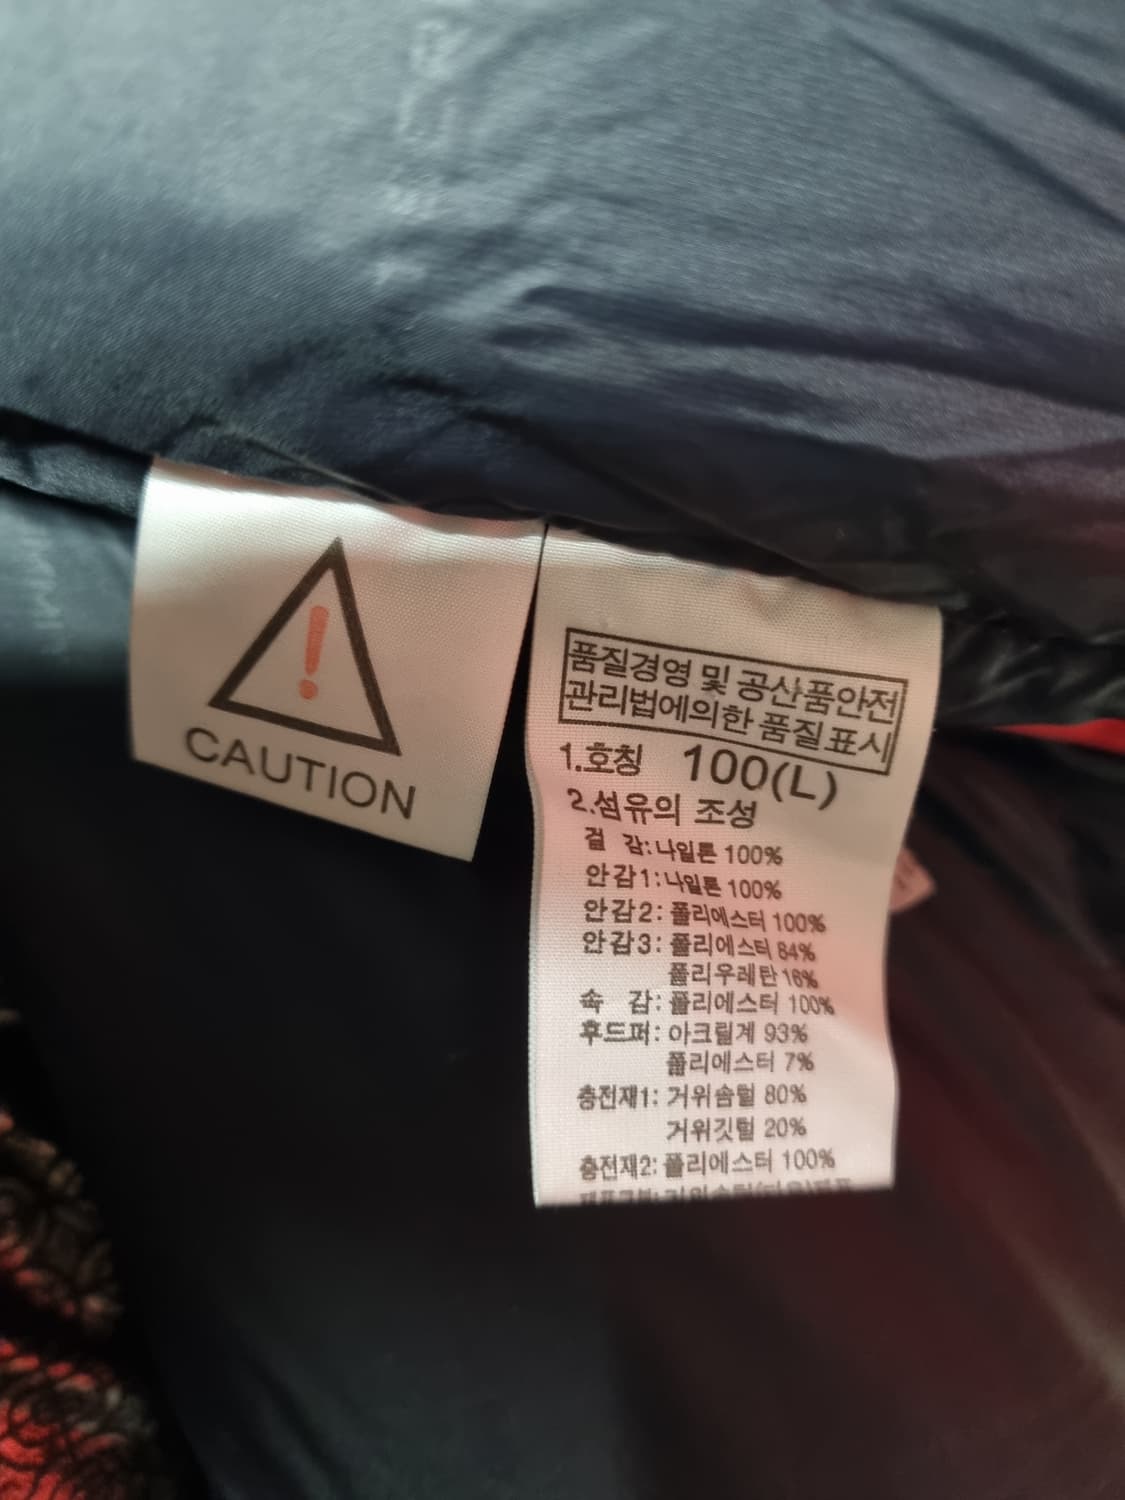 !
CAUTION
품질경영 및 공산품안전
관리법에의한 품질표시
1.호칭 100(L)
2.섬유의 조성
겉 감:나일론 100%
안감1:나일론 100%
안감2: 폴리에스터 100%
안감3: 폴리에스터 84%
폴리우레탄 16%
속 감: 폴리에스터 100%
후드퍼: 아크릴계 93%
폴리에스터 7%
충전재1: 거위솜털 80%
거위깃털 20%
충전재2: 폴리에스터 100%